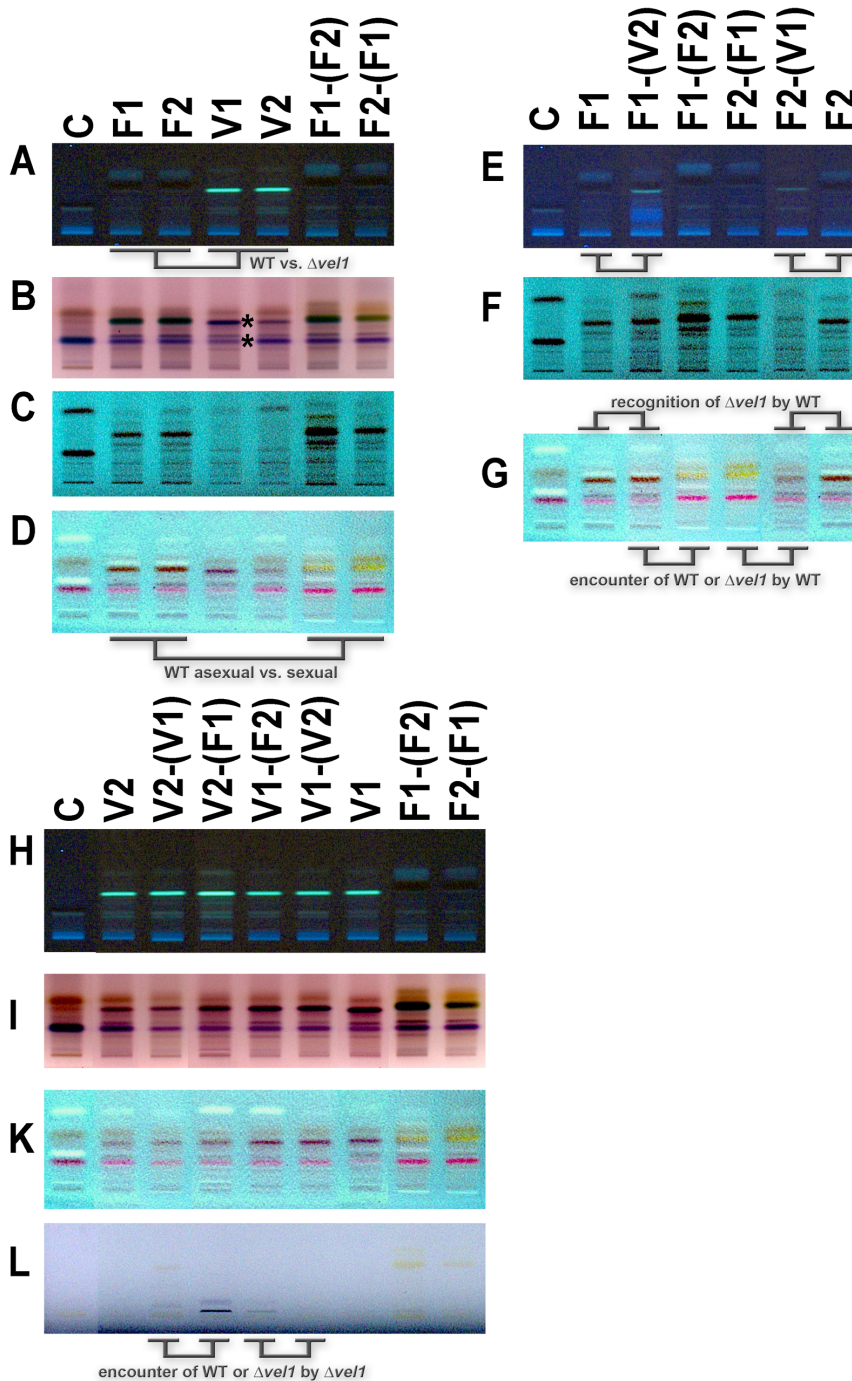 C F1 F2 V1 V2 F1-(F2) F2-(F1)
A
WT vs. Δvel1
B
*
*
C
D
WT asexual vs. sexual
C F1 F1-(V2) F1-(F2) F2-(F1) F2-(V1) F2
E
F
recognition of Δvel1 by WT
G
encounter of WT or Δvel1 by WT
C V2 V2-(V1) V2-(F1) V1-(F2) V1-(V2) V1 F1-(F2) F2-(F1)
H
I
K
L
encounter of WT or Δvel1 by Δvel1